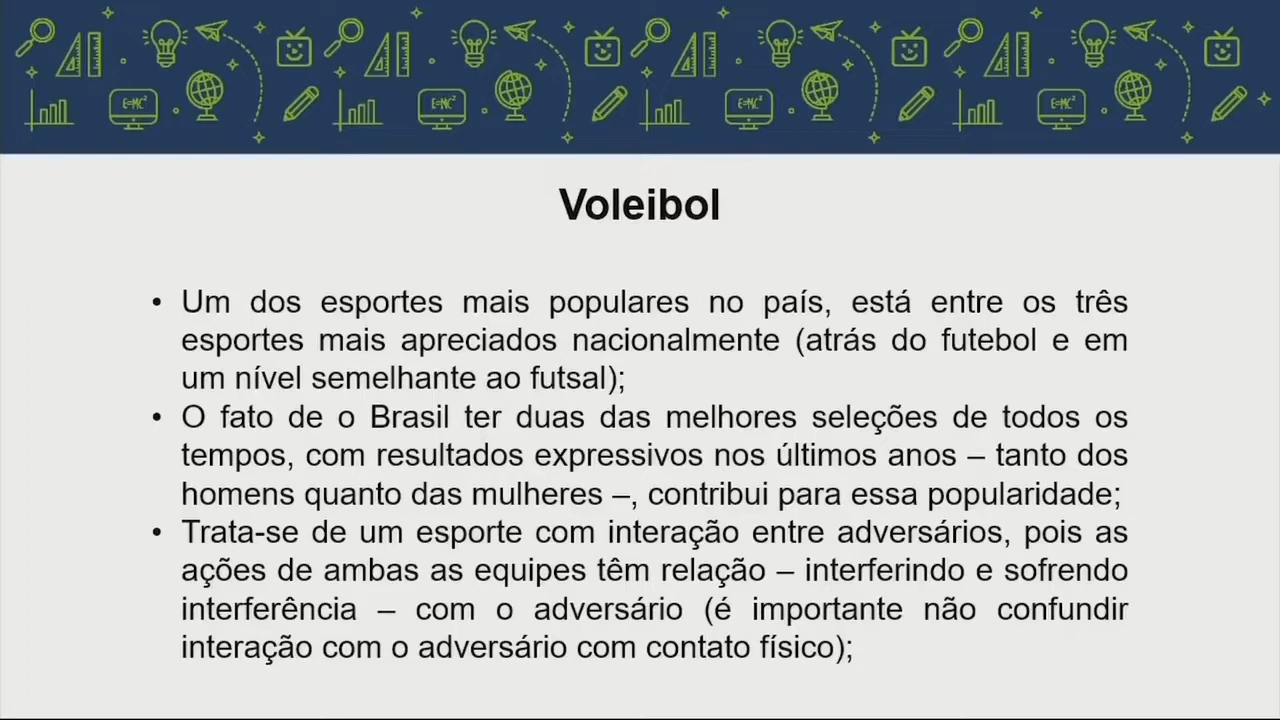 E=MC²
E=MC²
E=MC²
E=MC²
Voleibol
• Um dos esportes mais populares no país, está entre os três
esportes mais apreciados nacionalmente (atrás do futebol e em
um nível semelhante ao futsal);
• O fato de o Brasil ter duas das melhores seleções de todos os
tempos, com resultados expressivos nos últimos anos – tanto dos
homens quanto das mulheres –, contribui para essa popularidade;
• Trata-se de um esporte com interação entre adversários, pois as
ações de ambas as equipes têm relação – interferindo e sofrendo
interferência – com o adversário (é importante não confundir
interação com o adversário com contato físico);